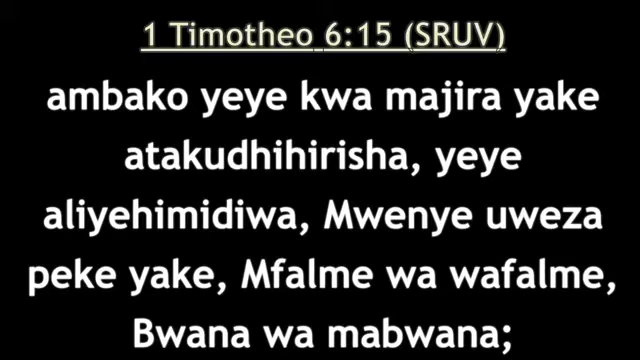 1 Timotheo 6:15 (SRUV)
ambako yeye kwa majira yake
atakudhihirisha, yeye
aliyehimidiwa, Mwenye uweza
peke yake, Mfalme wa wafalme,
Bwana wa mabwana;